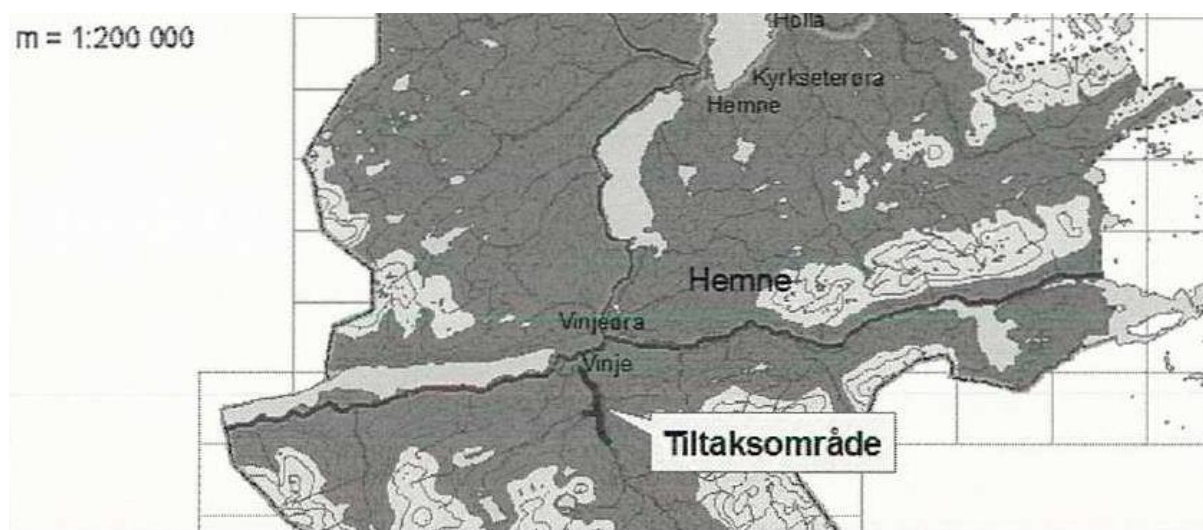 m = 1:200 000
Holla
Kyrkseterøra
Hemne
Hemne
Vinjeøra
Vinje
Tiltaksområde